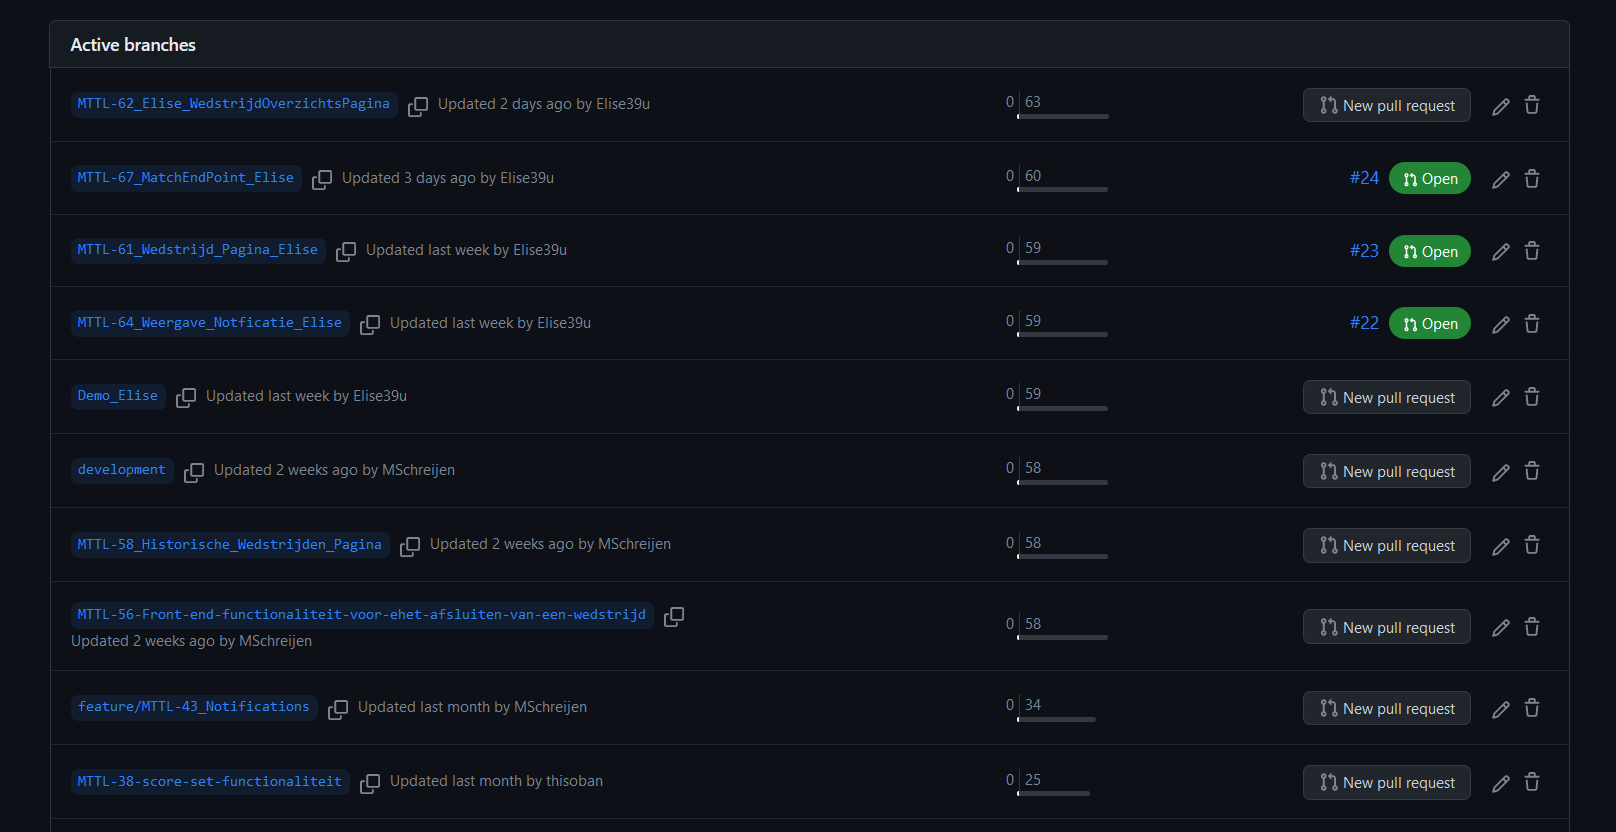 Active branches
MTTL-62_Elise_WedstrijdOverzichtsPagina Updated 2 days ago by Elise39u 0 63 New pull request
MTTL-67_MatchEndPoint_Elise Updated 3 days ago by Elise39u 0 60 #24 Open
MTTL-61_Wedstrijd_Pagina_Elise Updated last week by Elise39u 0 59 #23 Open
MTTL-64_Weergave_Notficatie_Elise Updated last week by Elise39u 0 59 #22 Open
Demo_Elise Updated last week by Elise39u 0 59 New pull request
development Updated 2 weeks ago by MSchreijen 0 58 New pull request
MTTL-58_Historische_Wedstrijden_Pagina Updated 2 weeks ago by MSchreijen 0 58 New pull request
MTTL-56-Front-end-functionaliteit-voor-ehet-afsluiten-van-een-wedstrijd
Updated 2 weeks ago by MSchreijen 0 58 New pull request
feature/MTTL-43_Notifications Updated last month by MSchreijen 0 34 New pull request
MTTL-38-score-set-functionaliteit Updated last month by thisoban 0 25 New pull request